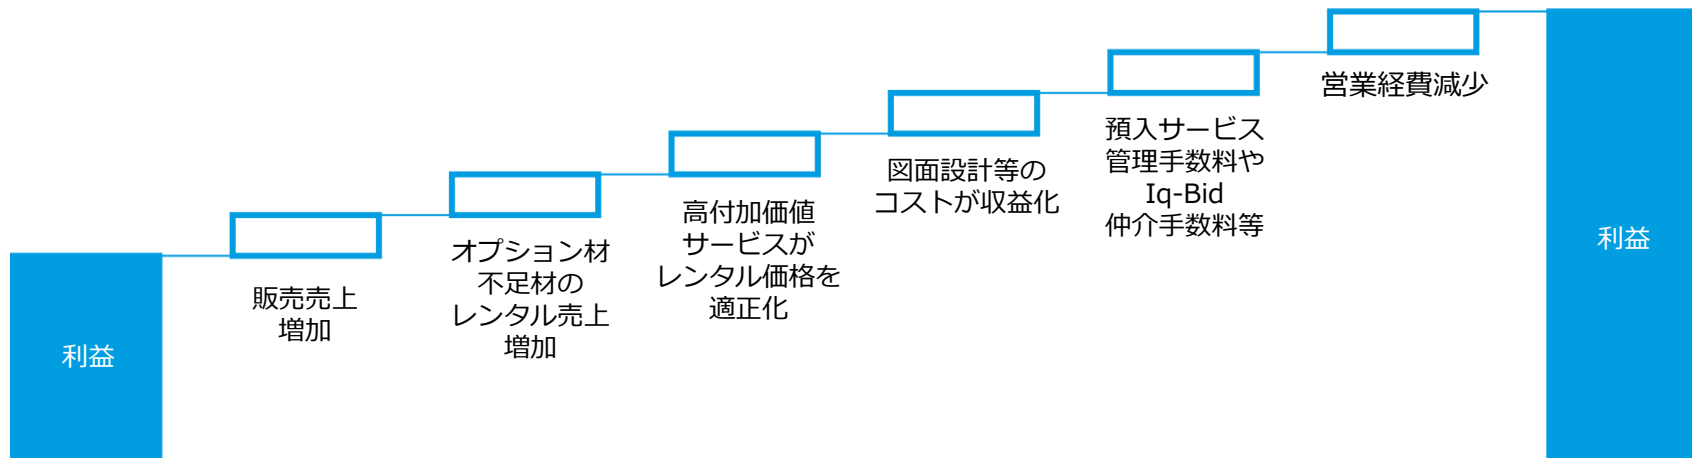 利益
販売売上
増加
オプション材
不足材の
レンタル売上
増加
高付加価値
サービスが
レンタル価格を
適正化
図面設計等の
コストが収益化
預入サービス
管理手数料や
Iq-Bid
仲介手数料等
営業経費減少
利益